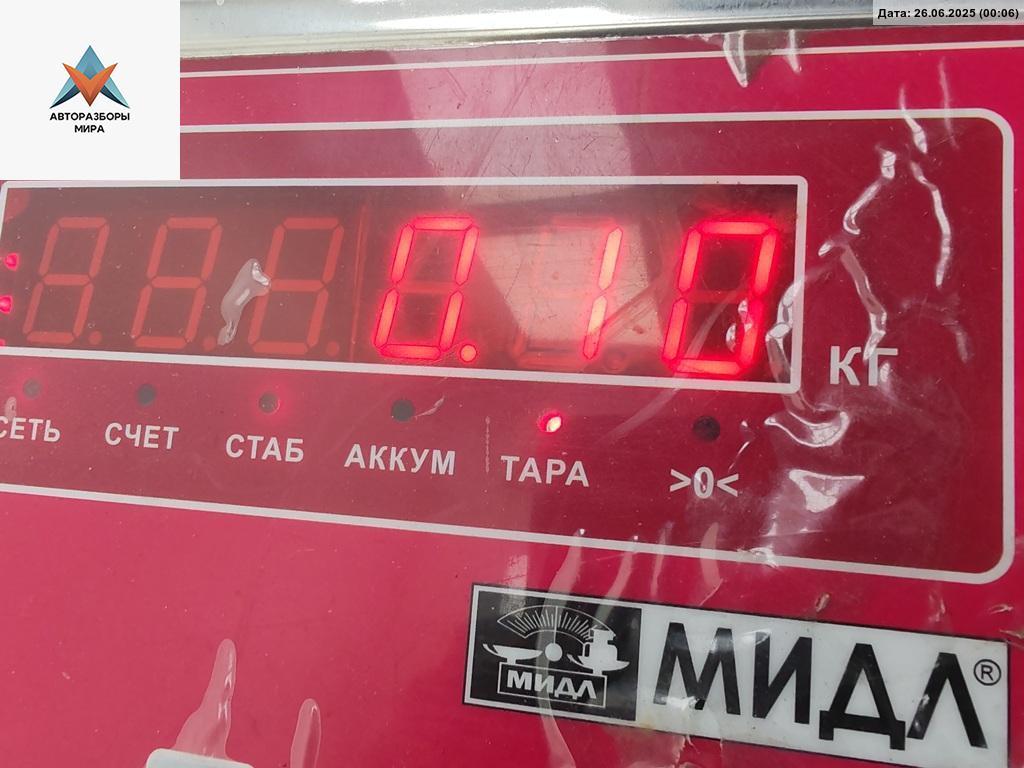 Дата: 26.06.2025 (00:06)
АВТОРАЗБОРЫ
МИРА
0.10
КГ
СЕТЬ СЧЕТ СТАБ АККУМ ТАРА >0<
МИДЛ
МИДЛ®